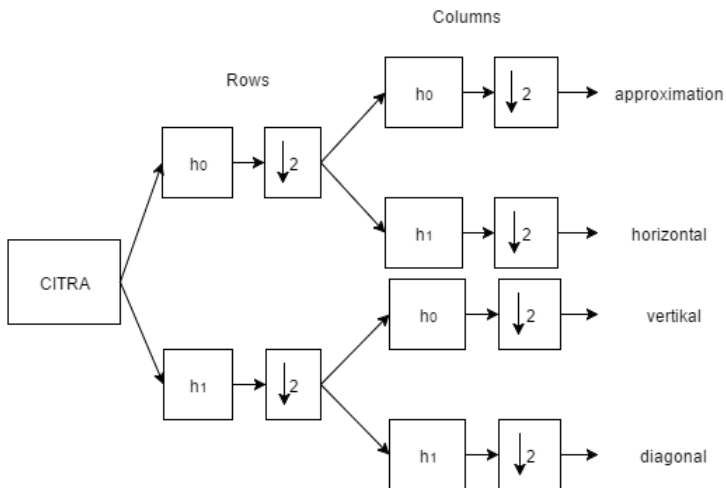 Columns
Rows
h0
2
approximation
h0
2
h1
2
horizontal
CITRA
h0
2
vertikal
h1
2
h1
2
diagonal